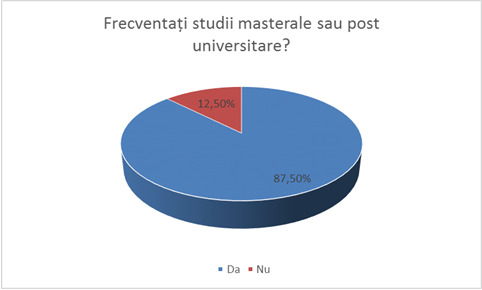 Frecventați studii masterale sau post
universitare?
12,50%
87,50%
Da Nu